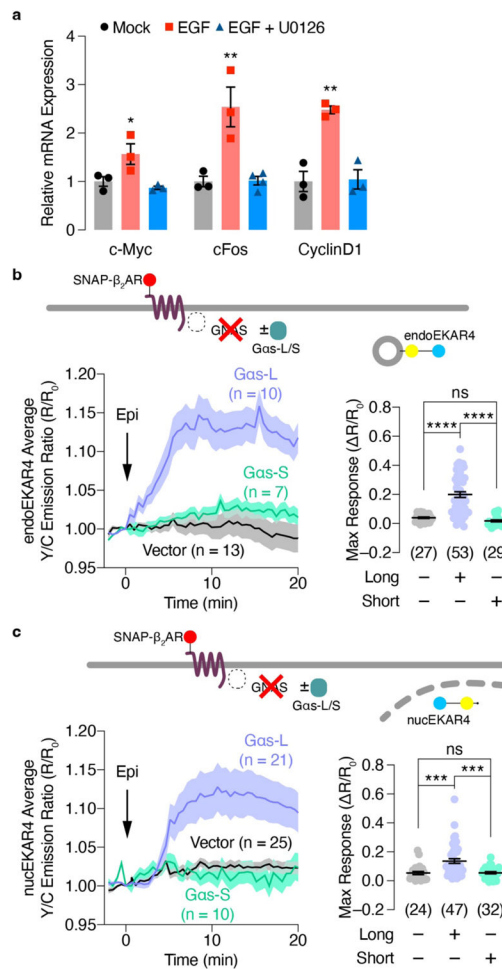 a
Mock EGF EGF + U0126
Relative mRNA Expression
4
3
2
1
0
*
**
**
c-Myc cFos CyclinD1
b
SNAP-β₂AR
GNAS ±
Gαs-L/S
endoEKAR4
endoEKAR4 Average
Y/C Emission Ratio (R/R₀)
1.20
1.15
1.10
1.05
1.00
0.95
Epi
Gαs-L
(n = 10)
Gαs-S
(n = 7)
Vector (n = 13)
0 10 20
Time (min)
Max Response (ΔR/R₀)
0.8
0.6
0.4
0.2
0.0
−0.2
ns
**** ****
(27) (53) (29
Long − + −
Short − − +
c
SNAP-β₂AR
GNAS ±
Gαs-L/S
nucEKAR4
nucEKAR4 Average
Y/C Emission Ratio (R/R₀)
1.20
1.15
1.10
1.05
1.00
0.95
Epi
Gαs-L
(n = 21)
Vector (n = 25)
Gαs-S
(n = 10)
0 10 20
Time (min)
Max Response (ΔR/R₀)
0.8
0.6
0.4
0.2
0.0
−0.2
ns
*** ***
(24) (47) (32)
Long − + −
Short − − +